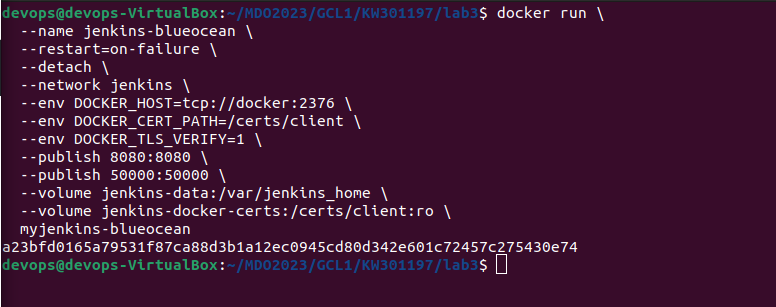 devops@devops-VirtualBox:~/MDO2023/GCL1/KW301197/lab3$ docker run \
  --name jenkins-blueocean \
  --restart=on-failure \
  --detach \
  --network jenkins \
  --env DOCKER_HOST=tcp://docker:2376 \
  --env DOCKER_CERT_PATH=/certs/client \
  --env DOCKER_TLS_VERIFY=1 \
  --publish 8080:8080 \
  --publish 50000:50000 \
  --volume jenkins-data:/var/jenkins_home \
  --volume jenkins-docker-certs:/certs/client:ro \
  myjenkins-blueocean
a23bfd0165a79531f87ca88d3b1a12ec0945cd80d342e601c72457c275430e74
devops@devops-VirtualBox:~/MDO2023/GCL1/KW301197/lab3$